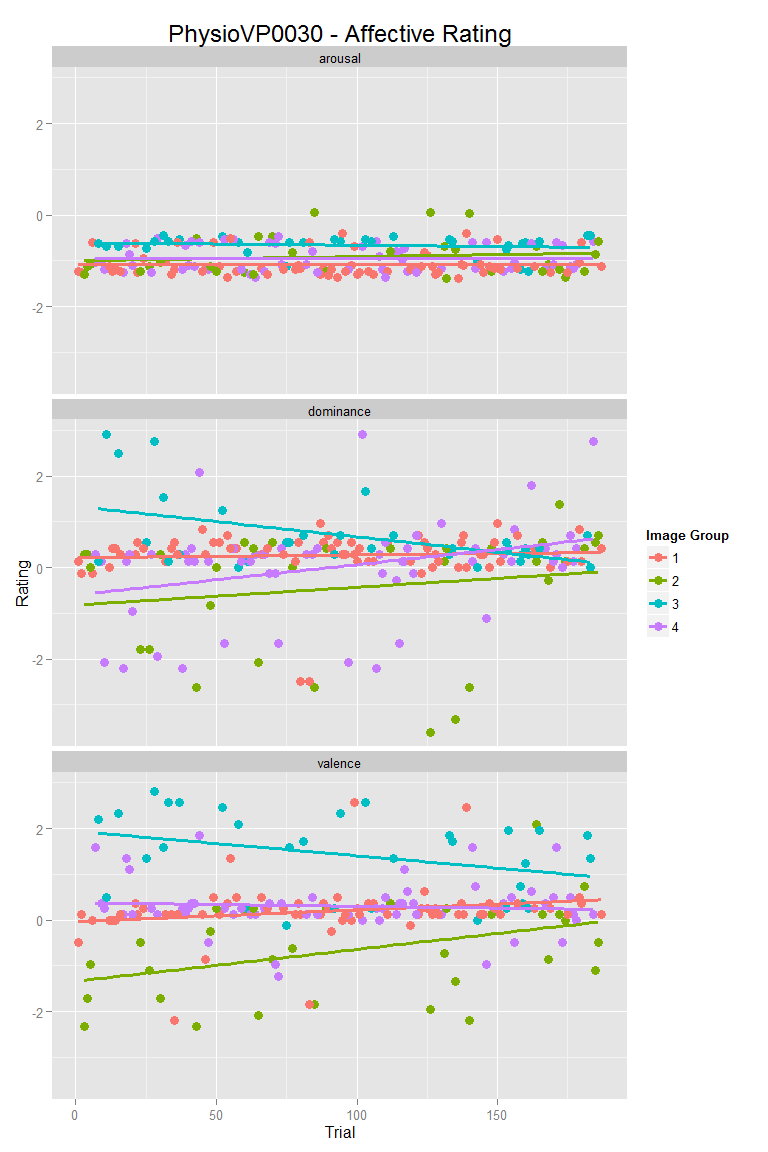 PhysioVP0030 - Affective Rating
arousal
2
0
-2
dominance
2
0
-2
valence
2
0
-2
0 50 100 150
Trial
Rating
Image Group
1
2
3
4